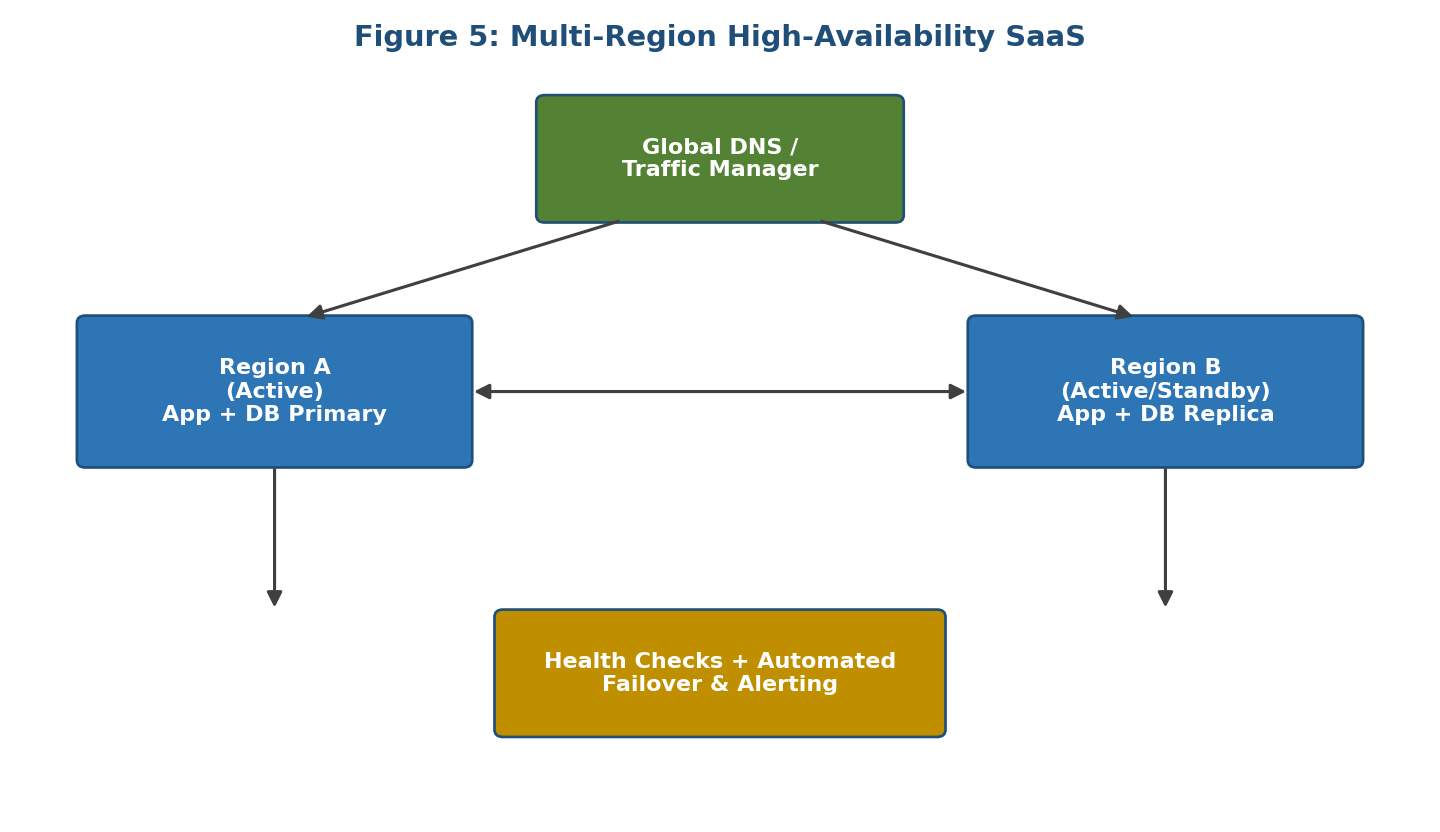 Figure 5: Multi-Region High-Availability SaaS
Global DNS /
Traffic Manager
Region A
(Active)
App + DB Primary
Region B
(Active/Standby)
App + DB Replica
Health Checks + Automated
Failover & Alerting